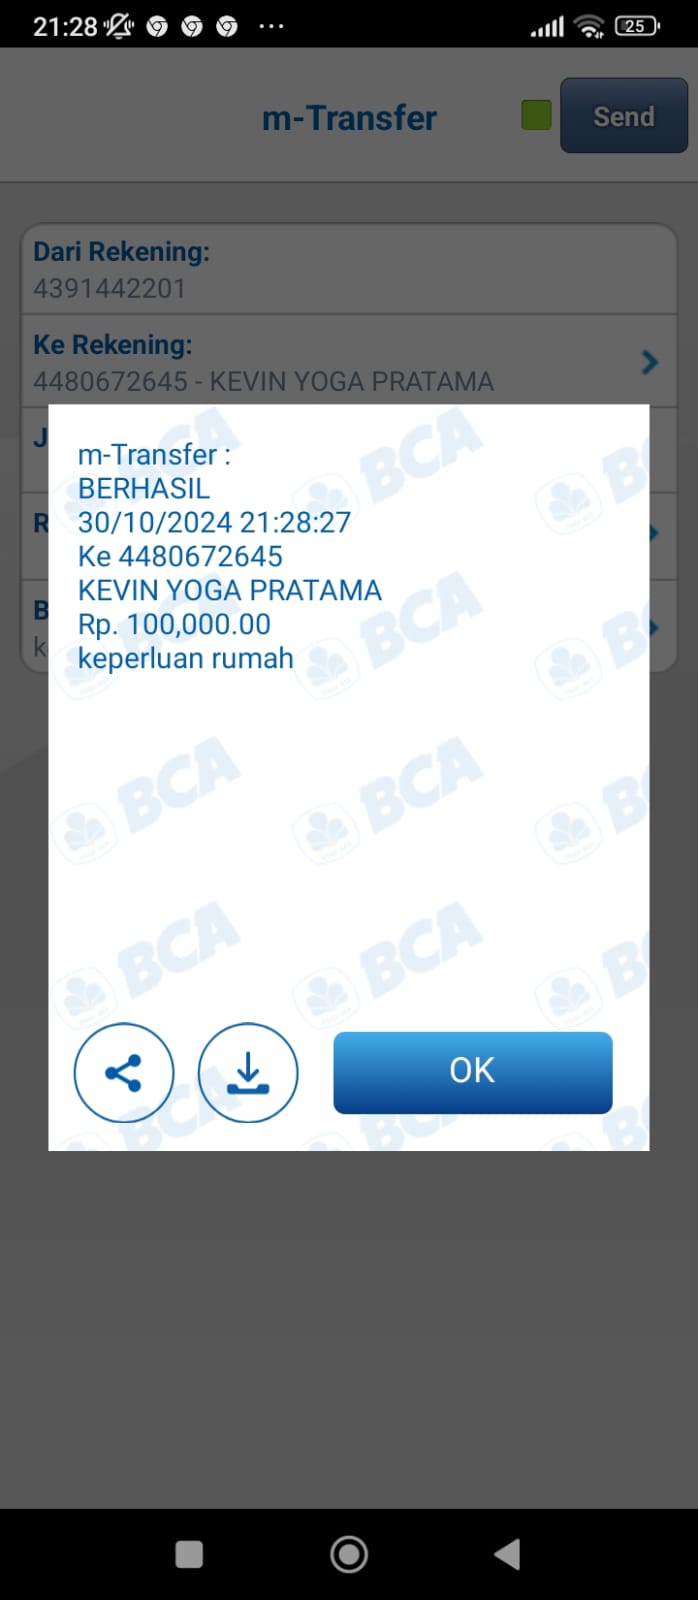 21:28
25
m-Transfer
Send
Dari Rekening:
4391442201
Ke Rekening:
4480672645 - KEVIN YOGA PRATAMA
J
R
B
k
m-Transfer :
BERHASIL
30/10/2024 21:28:27
Ke 4480672645
KEVIN YOGA PRATAMA
Rp. 100,000.00
keperluan rumah
BCA
BCA
BCA
BCA
BCA
BCA
BCA
OK